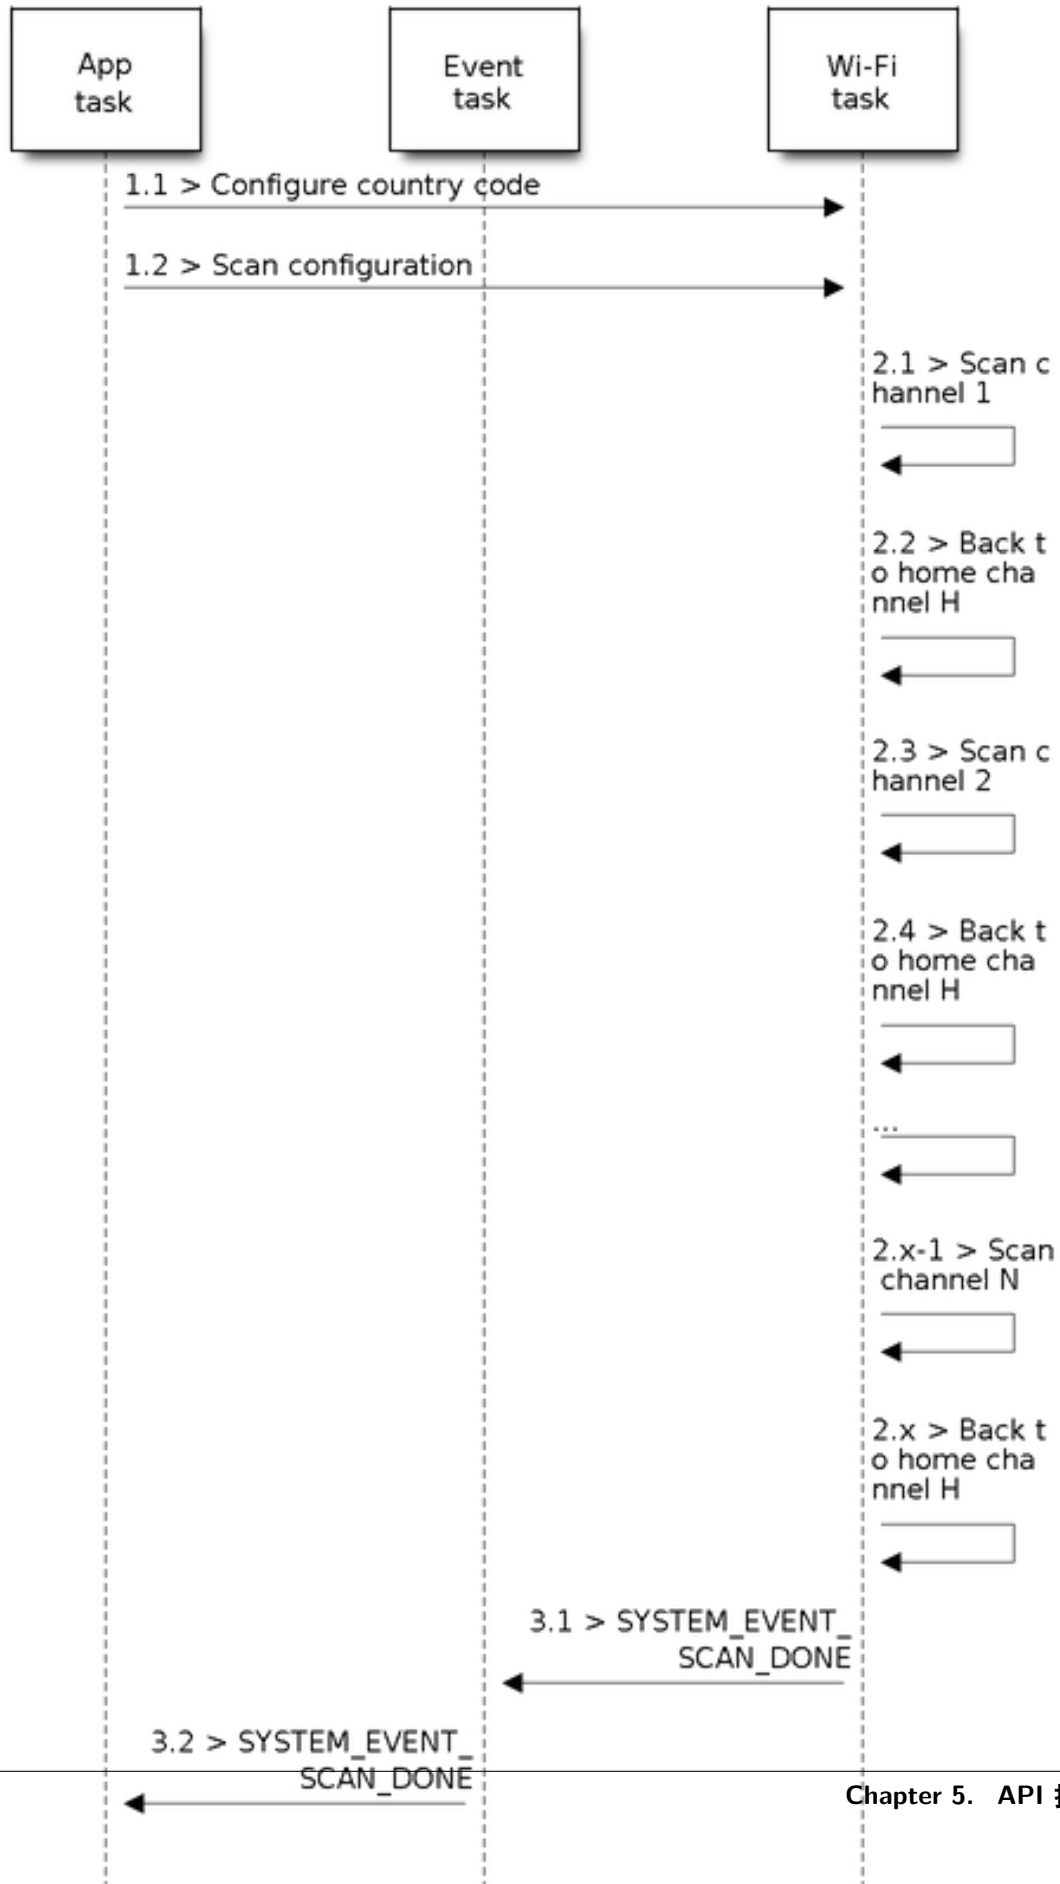 App
task
Event
task
Wi-Fi
task
1.1 > Configure country code
1.2 > Scan configuration
2.1 > Scan c
hannel 1
2.2 > Back t
o home cha
nnel H
2.3 > Scan c
hannel 2
2.4 > Back t
o home cha
nnel H
...
2.x-1 > Scan
channel N
2.x > Back t
o home cha
nnel H
3.1 > SYSTEM_EVENT_
SCAN_DONE
3.2 > SYSTEM_EVENT_
SCAN_DONE
Chapter 5. API